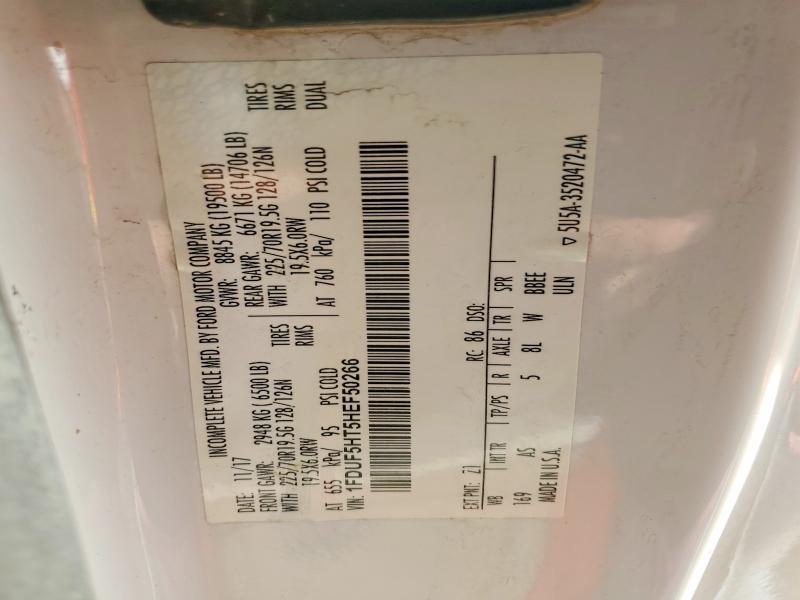 INCOMPLETE VEHICLE MFD. BY FORD MOTOR COMPANY
DATE: 11/17 GVWR: 8845 KG (19500 LB)
FRONT GAWR: 2948 KG ( 6500 LB) REAR GAWR: 6671 KG (14706 LB)
WITH 225/70R19.5G 128/126N TIRES WITH 225/70R19.5G 128/126N TIRES
19.5X6.0RW RIMS 19.5X6.0RW RIMS
AT 655 kPa/ 95 PSI COLD AT 760 kPa/ 110 PSI COLD DUAL
VIN: 1FDUF5HT5HEF50266
EXT PNT: Z1 RC: 86 DSO:
WB INT TR TP/PS R AXLE TR SPR
169 AS 5 8L W BBEE
MADE IN U.S.A. ULN
▽ 5U5A-3520472-AA